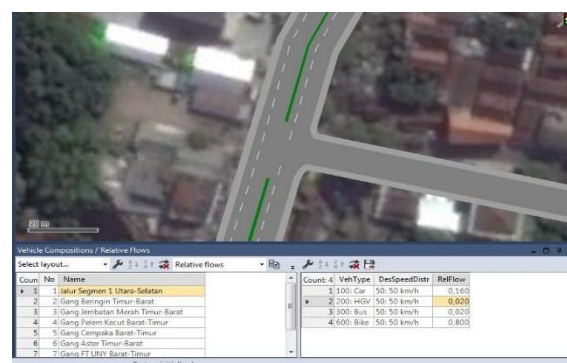 20 m
Vehicle Compositions / Relative Flows
Select layout... Relative flows
Coun No Name
1 1 Jalur Segmen 1 Utara-Selatan
2 2 Gang Beringin Timur-Barat
3 3 Gang Jembatan Merah Timur-Barat
4 4 Gang Pelem Kecut Barat-Timur
5 5 Gang Cempaka Barat-Timur
6 6 Gang Aster Timur-Barat
7 7 Gang FT UNY Barat-Timur
Count: 4 VehType DesSpeedDistr RelFlow
1 100: Car 50: 50 km/h 0,160
2 200: HGV 50: 50 km/h 0,020
3 300: Bus 50: 50 km/h 0,020
4 600: Bike 50: 50 km/h 0,800